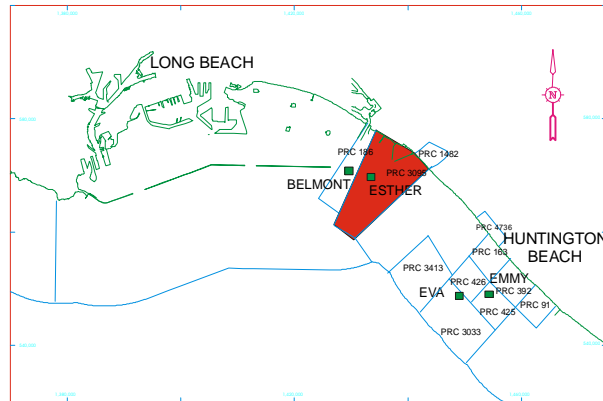 LONG BEACH
N
PRC 186
PRC 1482
PRC 3095
BELMONT
ESTHER
PRC 4736
HUNTINGTON
BEACH
PRC 163
PRC 3413
EMMY
PRC 426
EVA
PRC 392
PRC 91
PRC 425
PRC 3033